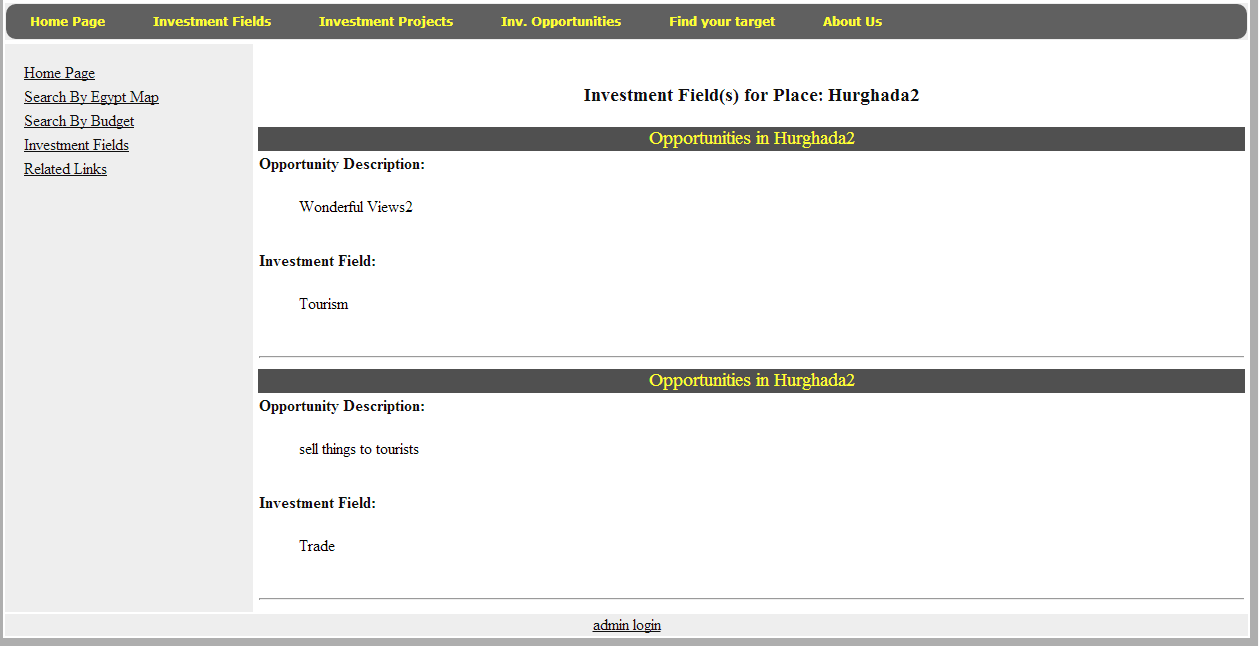 Home Page Investment Fields Investment Projects Inv. Opportunities Find your target About Us
Home Page
Search By Egypt Map
Search By Budget
Investment Fields
Related Links
Investment Field(s) for Place: Hurghada2
Opportunities in Hurghada2
Opportunity Description:
Wonderful Views2
Investment Field:
Tourism
Opportunities in Hurghada2
Opportunity Description:
sell things to tourists
Investment Field:
Trade
admin login